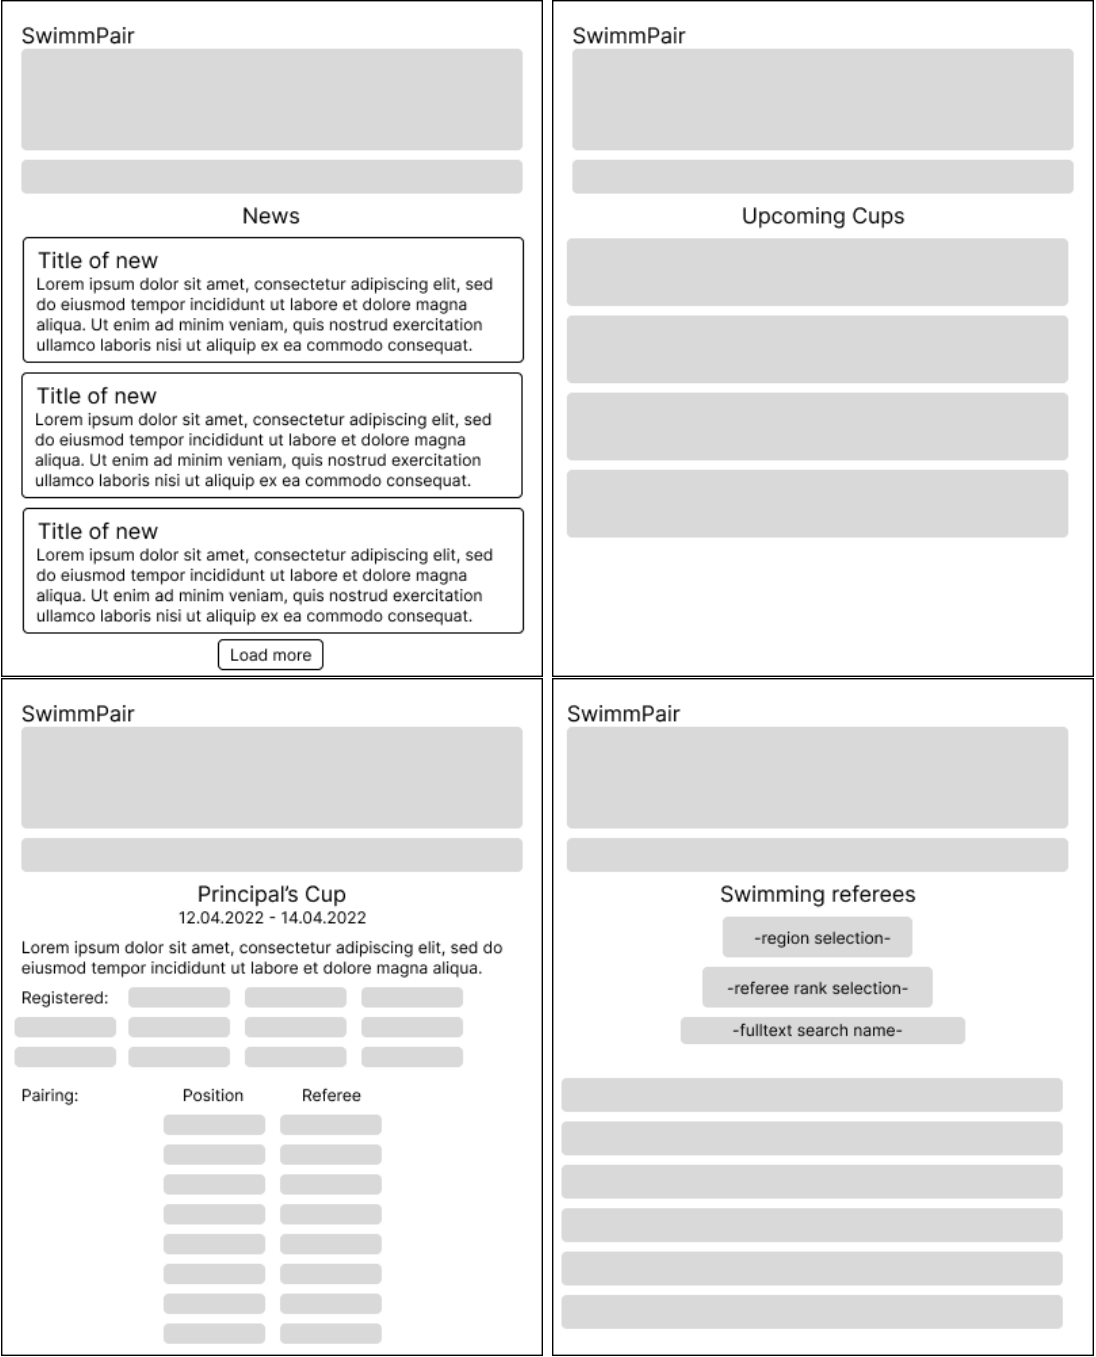 SwimmPair
News
Title of new
Lorem ipsum dolor sit amet, consectetur adipiscing elit, sed
do eiusmod tempor incididunt ut labore et dolore magna
aliqua. Ut enim ad minim veniam, quis nostrud exercitation
ullamco laboris nisi ut aliquip ex ea commodo consequat.
Title of new
Lorem ipsum dolor sit amet, consectetur adipiscing elit, sed
do eiusmod tempor incididunt ut labore et dolore magna
aliqua. Ut enim ad minim veniam, quis nostrud exercitation
ullamco laboris nisi ut aliquip ex ea commodo consequat.
Title of new
Lorem ipsum dolor sit amet, consectetur adipiscing elit, sed
do eiusmod tempor incididunt ut labore et dolore magna
aliqua. Ut enim ad minim veniam, quis nostrud exercitation
ullamco laboris nisi ut aliquip ex ea commodo consequat.
Load more
SwimmPair
Upcoming Cups
SwimmPair
Principal’s Cup
12.04.2022 - 14.04.2022
Lorem ipsum dolor sit amet, consectetur adipiscing elit, sed do
eiusmod tempor incididunt ut labore et dolore magna aliqua.
Registered:
Pairing: Position Referee
SwimmPair
Swimming referees
-region selection-
-referee rank selection-
-fulltext search name-